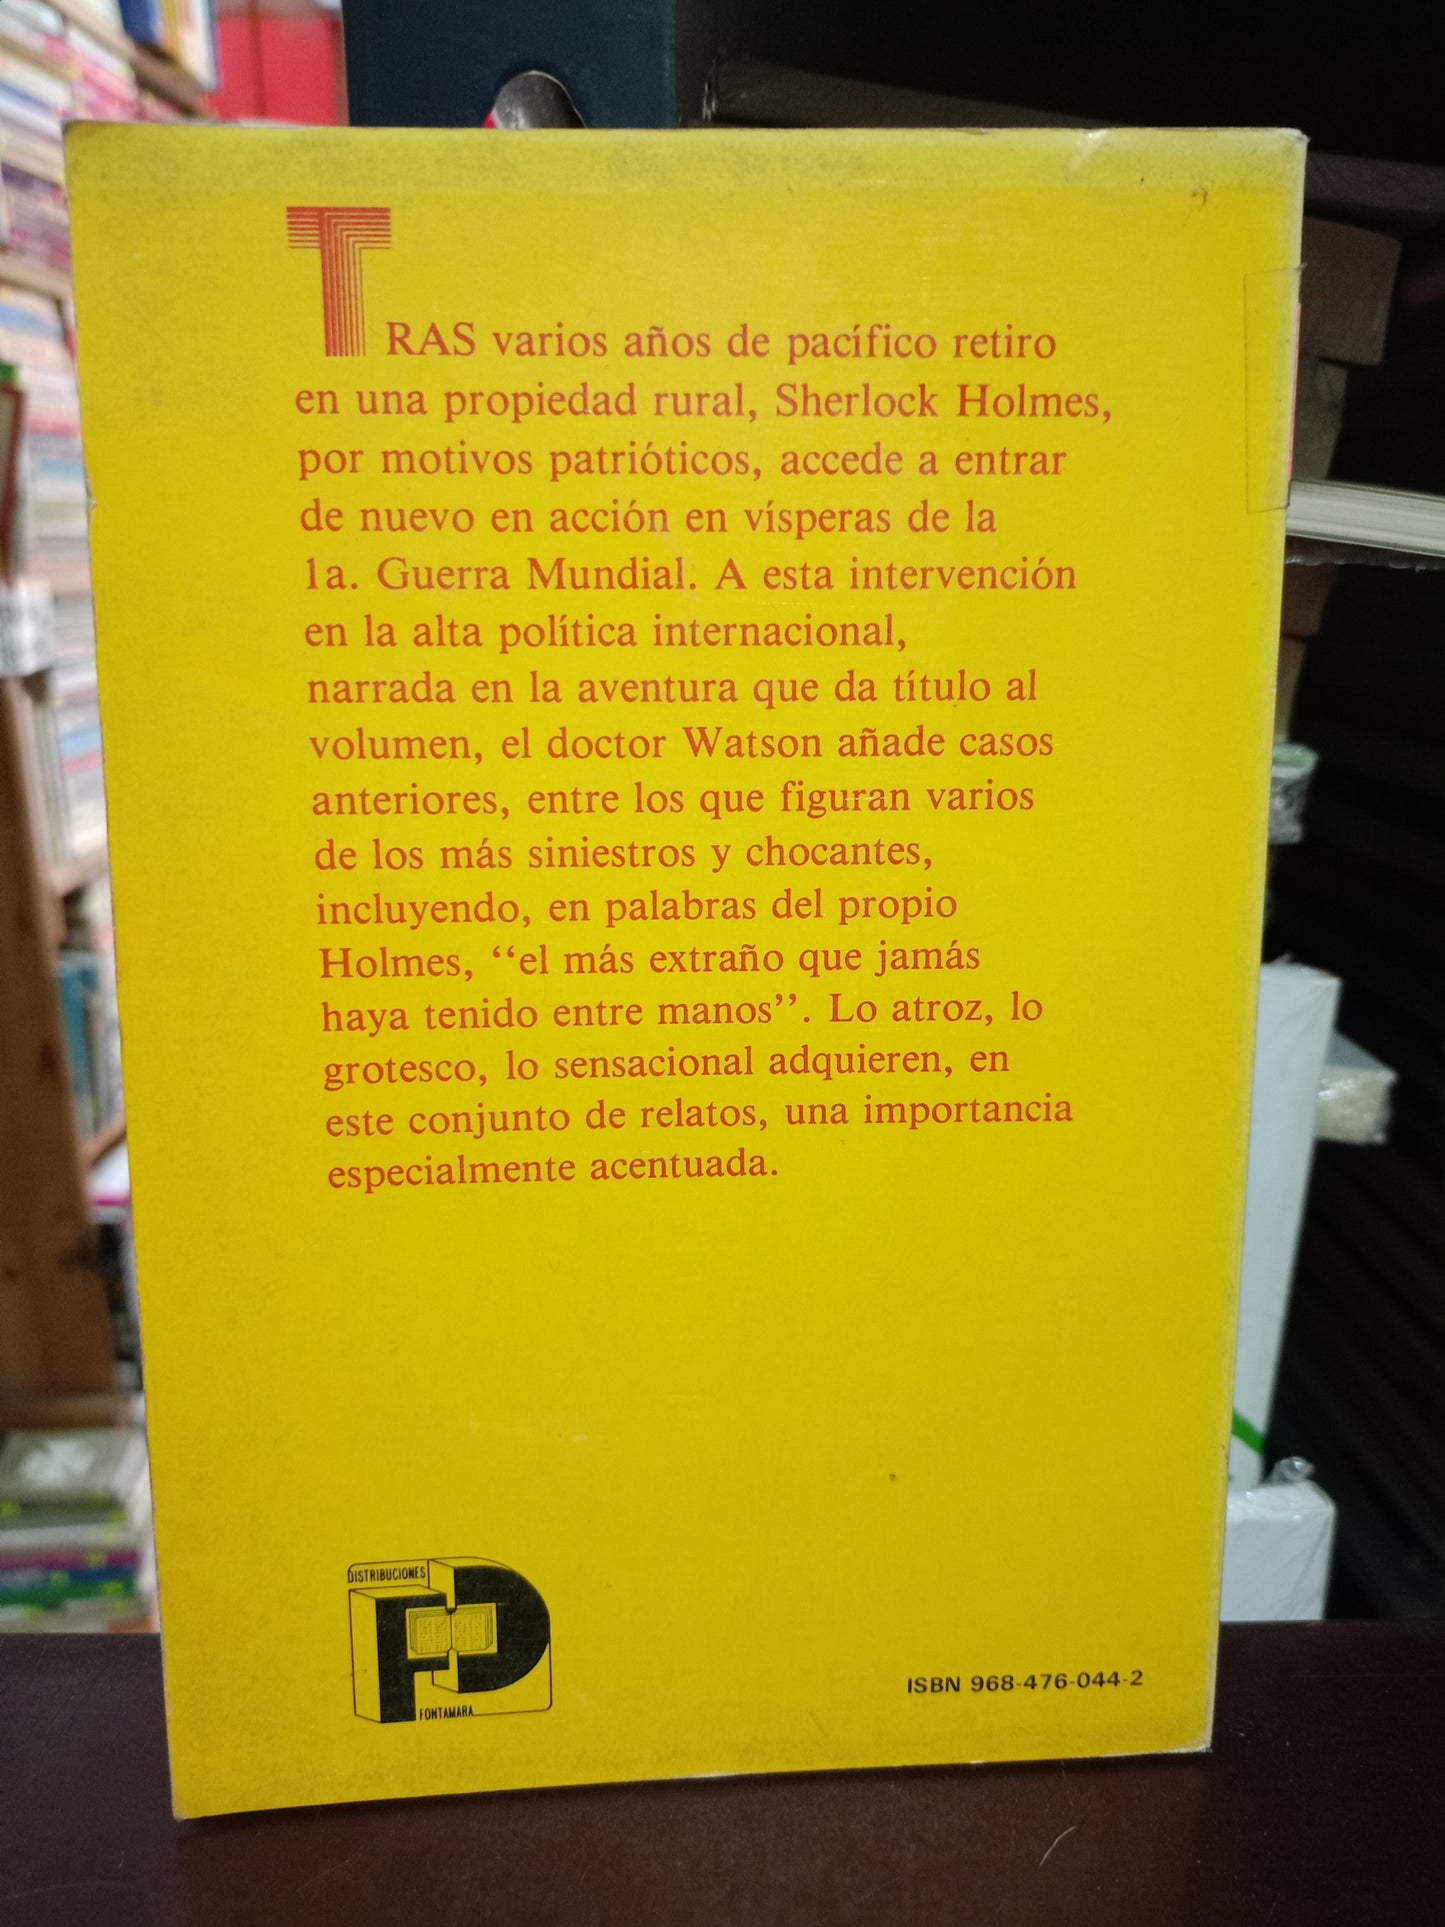 TRAS varios años de pacífico retiro
en una propiedad rural, Sherlock Holmes,
por motivos patrióticos, accede a entrar
de nuevo en acción en vísperas de la
1a. Guerra Mundial. A esta intervención
en la alta política internacional,
narrada en la aventura que da título al
volumen, el doctor Watson añade casos
anteriores, entre los que figuran varios
de los más siniestros y chocantes,
incluyendo, en palabras del propio
Holmes, “el más extraño que jamás
haya tenido entre manos”. Lo atroz, lo
grotesco, lo sensacional adquieren, en
este conjunto de relatos, una importancia
especialmente acentuada.
DISTRIBUCIONES
FONTAMARA
ISBN 968-476-044-2